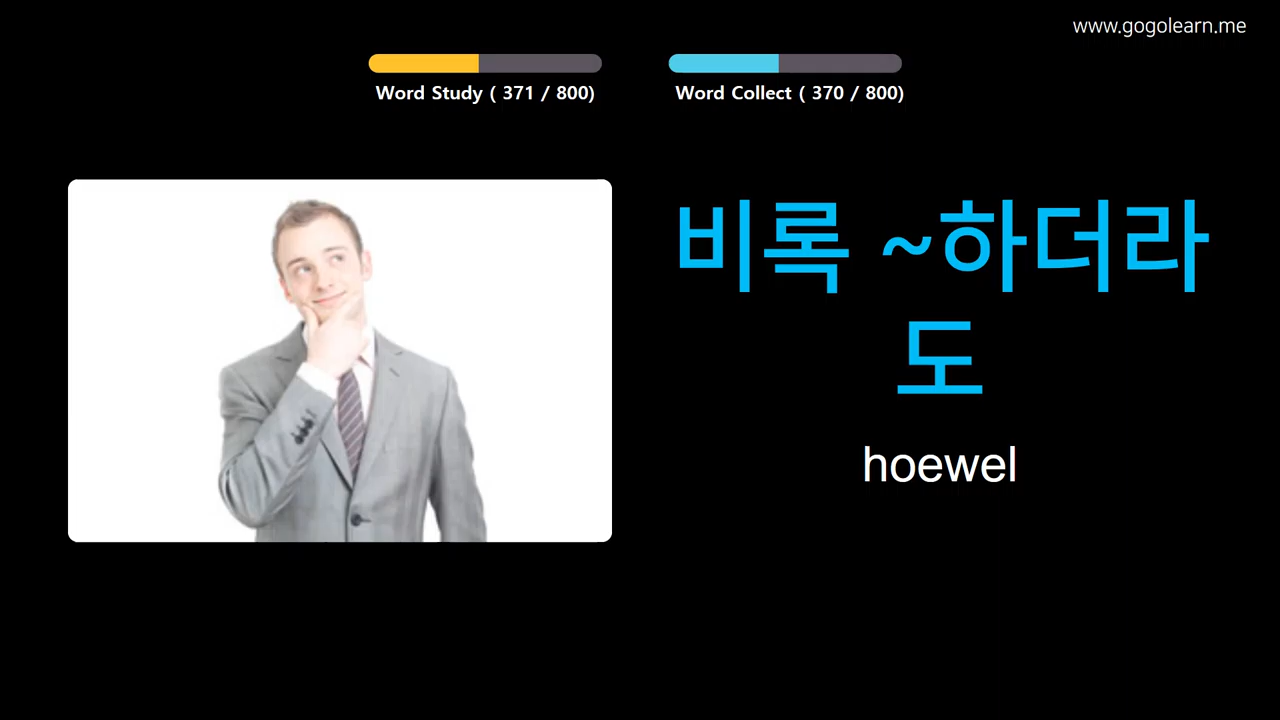 www.gogolearn.me
Word Study ( 371 / 800)
Word Collect ( 370 / 800)
비록 ~하더라
도
hoewel